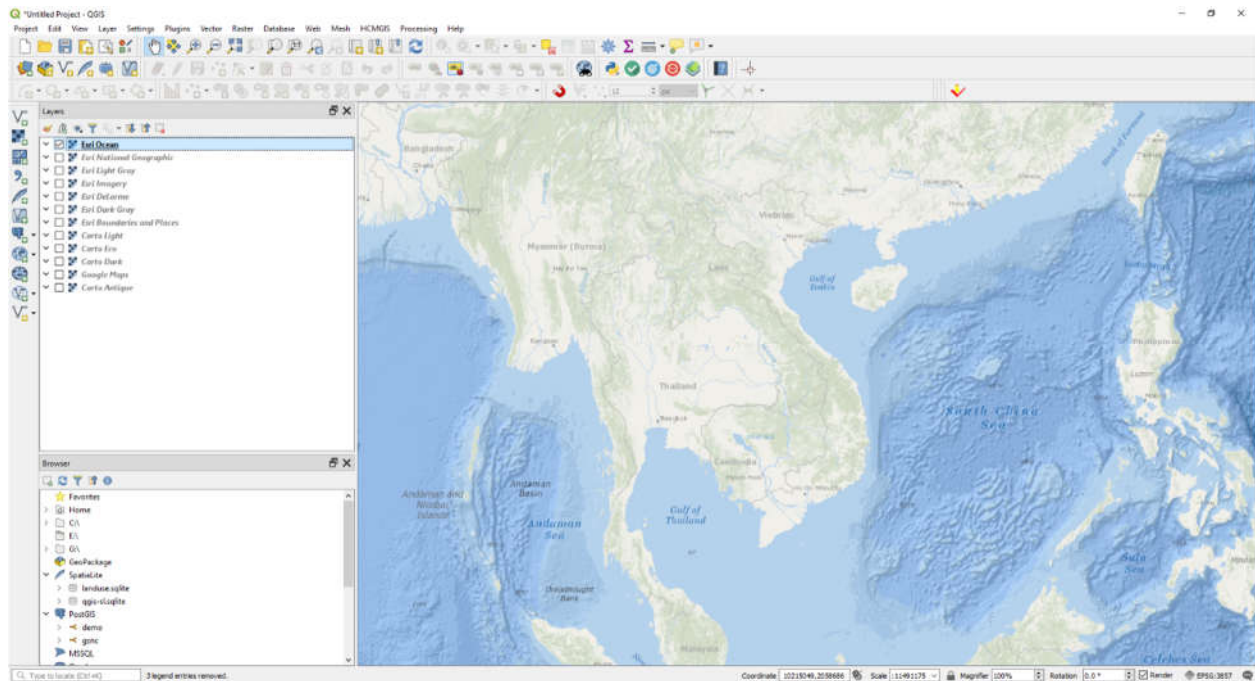 *Untitled Project - QGIS
Project Edit View Layer Settings Plugins Vector Raster Database Web Mesh HCMGIS Processing Help
Layers
Esri Ocean
Esri National Geographic
Esri Light Gray
Esri Imagery
Esri DeLorme
Esri Dark Gray
Esri Boundaries and Places
Carto Light
Carto Eco
Carto Dark
Google Maps
Carto Antique
Browser
Favorites
Home
C:\
E:\
G:\
GeoPackage
SpatiaLite
landuse.sqlite
qgis-sl.sqlite
PostGIS
demo
MSSQL
Bangladesh
Myanmar (Burma)
Vietnam
Laos
Gulf of
Tonkin
Thailand
Bangkok
Cambodia
Philippines
Luzon
South China
Sea
Andaman and
Nicobar
Islands
Andaman
Basin
Andaman
Sea
Gulf of
Thailand
Dreadnought
Bank
Sulu
Sea
Malaysia
Celebes Sea
Type to locate (Ctrl+K)
3 legend entries removed.
Coordinate 10215049,2058686
Scale 1:11491175
Magnifier 100%
Rotation 0.0 °
Render
EPSG:3857